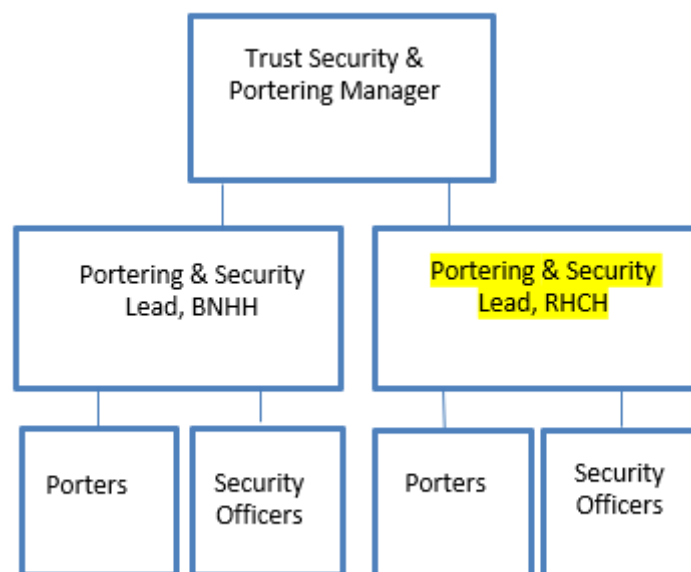 Trust Security &
Portering Manager
Portering & Security
Lead, BNHH
Portering & Security
Lead, RHCH
Porters
Security
Officers
Porters
Security
Officers